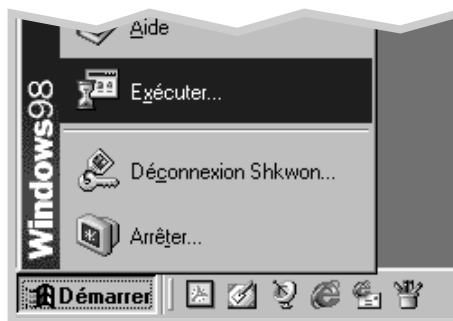 Aide
Exécuter...
Déconnexion Shkwon...
Arrêter...
Windows98
Démarrer